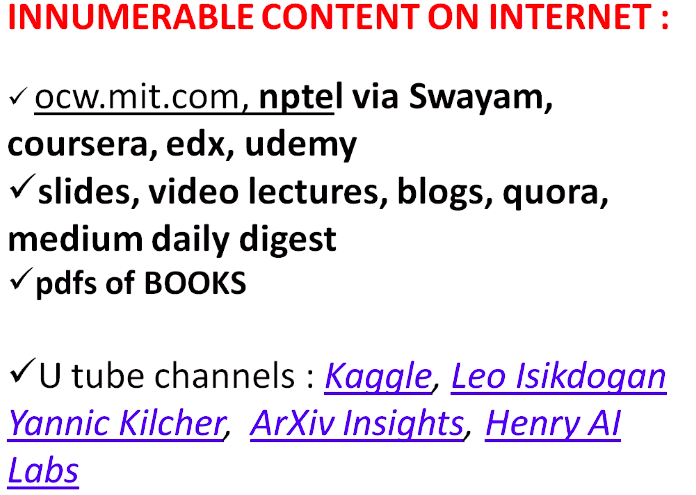 INNUMERABLE CONTENT ON INTERNET :
✓ ocw.mit.com, nptel via Swayam,
coursera, edx, udemy
✓slides, video lectures, blogs, quora,
medium daily digest
✓pdfs of BOOKS
✓U tube channels : Kaggle, Leo Isikdogan
Yannic Kilcher, ArXiv Insights, Henry AI
Labs